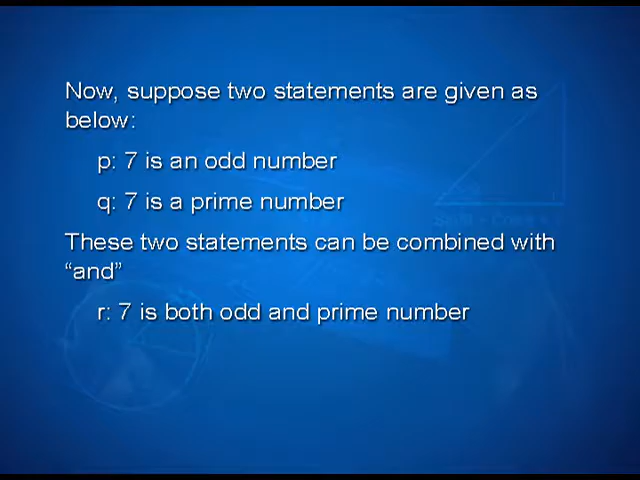 Now, suppose two statements are given as
below:
p: 7 is an odd number
q: 7 is a prime number
These two statements can be combined with
“and”
r: 7 is both odd and prime number